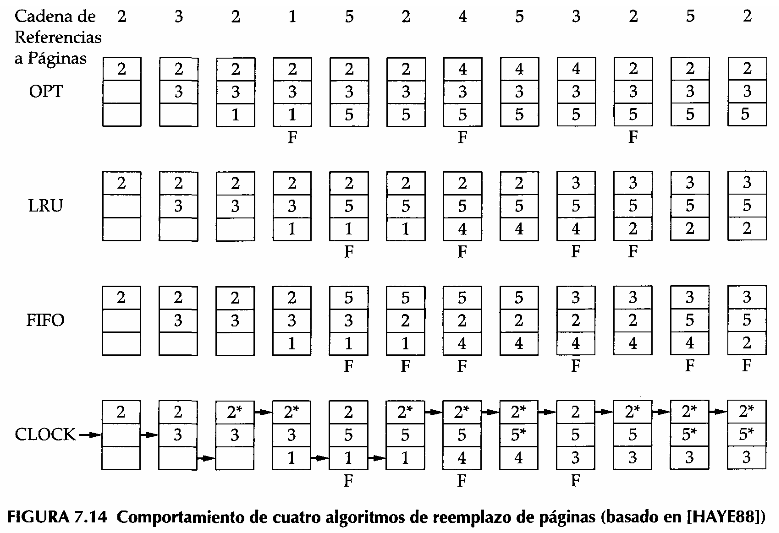 Cadena de 2 3 2 1 5 2 4 5 3 2 5 2
Referencias
a Páginas
2 2 2 2 2 2 4 4 4 2 2 2
OPT 3 3 3 3 3 3 3 3 3 3 3
1 1 5 5 5 5 5 5 5 5
F F F
2 2 2 2 2 2 2 2 3 3 3 3
LRU 3 3 3 5 5 5 5 5 5 5 5
1 1 1 4 4 4 2 2 2
F F F F
2 2 2 2 5 5 5 5 3 3 3 3
FIFO 3 3 3 3 2 2 2 2 2 5 5
1 1 1 4 4 4 4 4 2
F F F F F F
2 2 2* 2* 2 2* 2* 2* 2 2* 2* 2*
CLOCK 3 3 3 5 5 5 5* 5 5 5* 5*
1 1 1 4 4 3 3 3 3
F F F
FIGURA 7.14 Comportamiento de cuatro algoritmos de reemplazo de páginas (basado en [HAYE88])